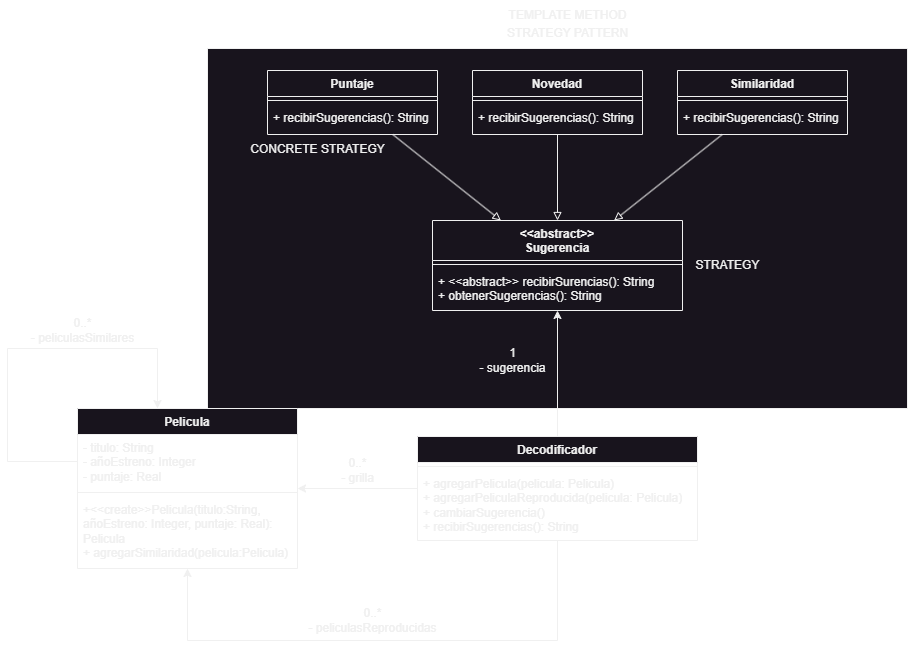 TEMPLATE METHOD
STRATEGY PATTERN
Puntaje
+ recibirSugerencias(): String
Novedad
+ recibirSugerencias(): String
Similaridad
+ recibirSugerencias(): String
CONCRETE STRATEGY
<<abstract>>
Sugerencia
+ <<abstract>> recibirSurencias(): String
+ obtenerSugerencias(): String
STRATEGY
1
- sugerencia
0..*
- peliculasSimilares
Pelicula
- titulo: String
- añoEstreno: Integer
- puntaje: Real
+<<create>>Pelicula(titulo:String,
añoEstreno: Integer, puntaje: Real):
Pelicula
+ agregarSimilaridad(pelicula:Pelicula)
0..*
- grilla
Decodificador
+ agregarPelicula(pelicula: Pelicula)
+ agregarPeliculaReproducida(pelicula: Pelicula)
+ cambiarSugerencia()
+ recibirSugerencias(): String
0..*
- peliculasReproducidas